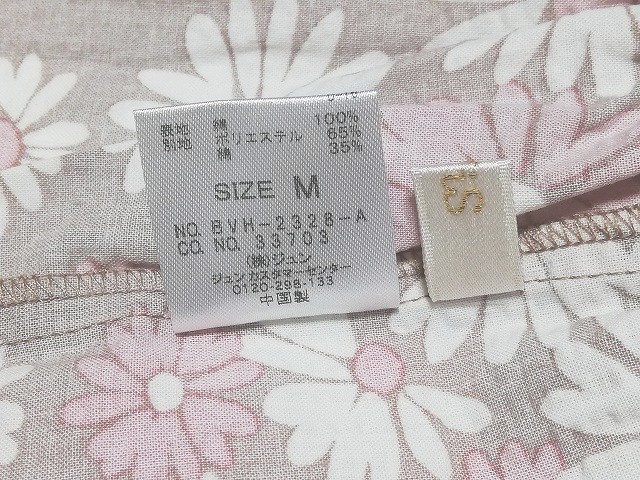 表地 綿 100%
別地 ポリエステル 65%
綿 35%
SIZE M
NO. BVH-2328-A
CO. NO. 33703
(株)ジュン
ジュン カスタマーセンター
0120-298-133
中国製